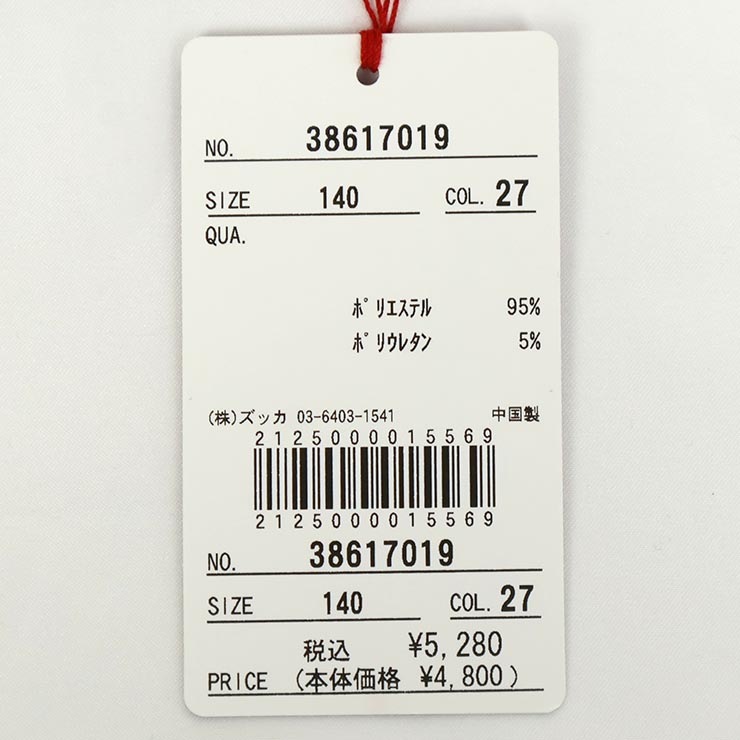 NO. 38617019
SIZE 140 COL. 27
QUA.
ﾎﾟﾘｴｽﾃﾙ 95%
ﾎﾟﾘｳﾚﾀﾝ 5%
(株)ズッカ 03-6403-1541 中国製
2125000015569
2125000015569
NO. 38617019
SIZE 140 COL. 27
税込 ¥5,280
PRICE (本体価格 ¥4,800)